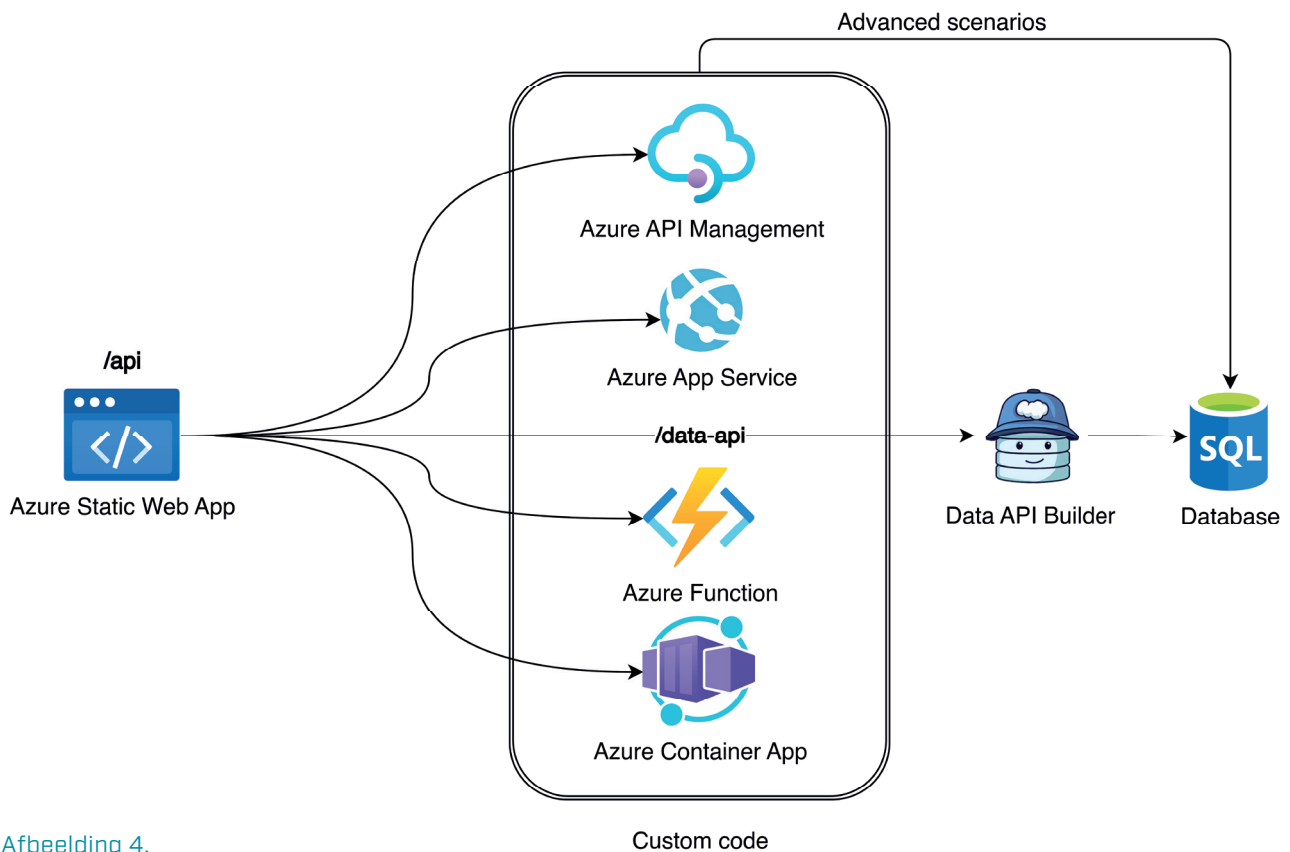 Advanced scenarios
Azure API Management
Azure App Service
/api
/data-api
SQL
Azure Static Web App
Data API Builder
Database
Azure Function
Azure Container App
Custom code
Afbeelding 4.